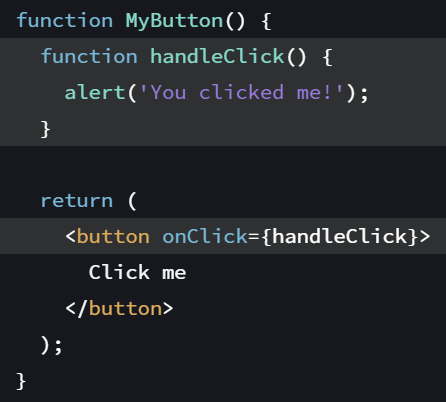 function MyButton() {
  function handleClick() {
    alert('You clicked me!');
  }

  return (
    <button onClick={handleClick}>
      Click me
    </button>
  );
}